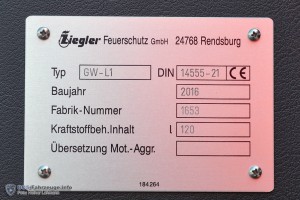 Ziegler Feuerschutz GmbH 24768 Rendsburg
Typ GW-L1 DIN 14555-21 CE
Baujahr 2016
Fabrik-Nummer 1653
Kraftstoffbeh.Inhalt l 120
Übersetzung Mot.-Aggr.
184264